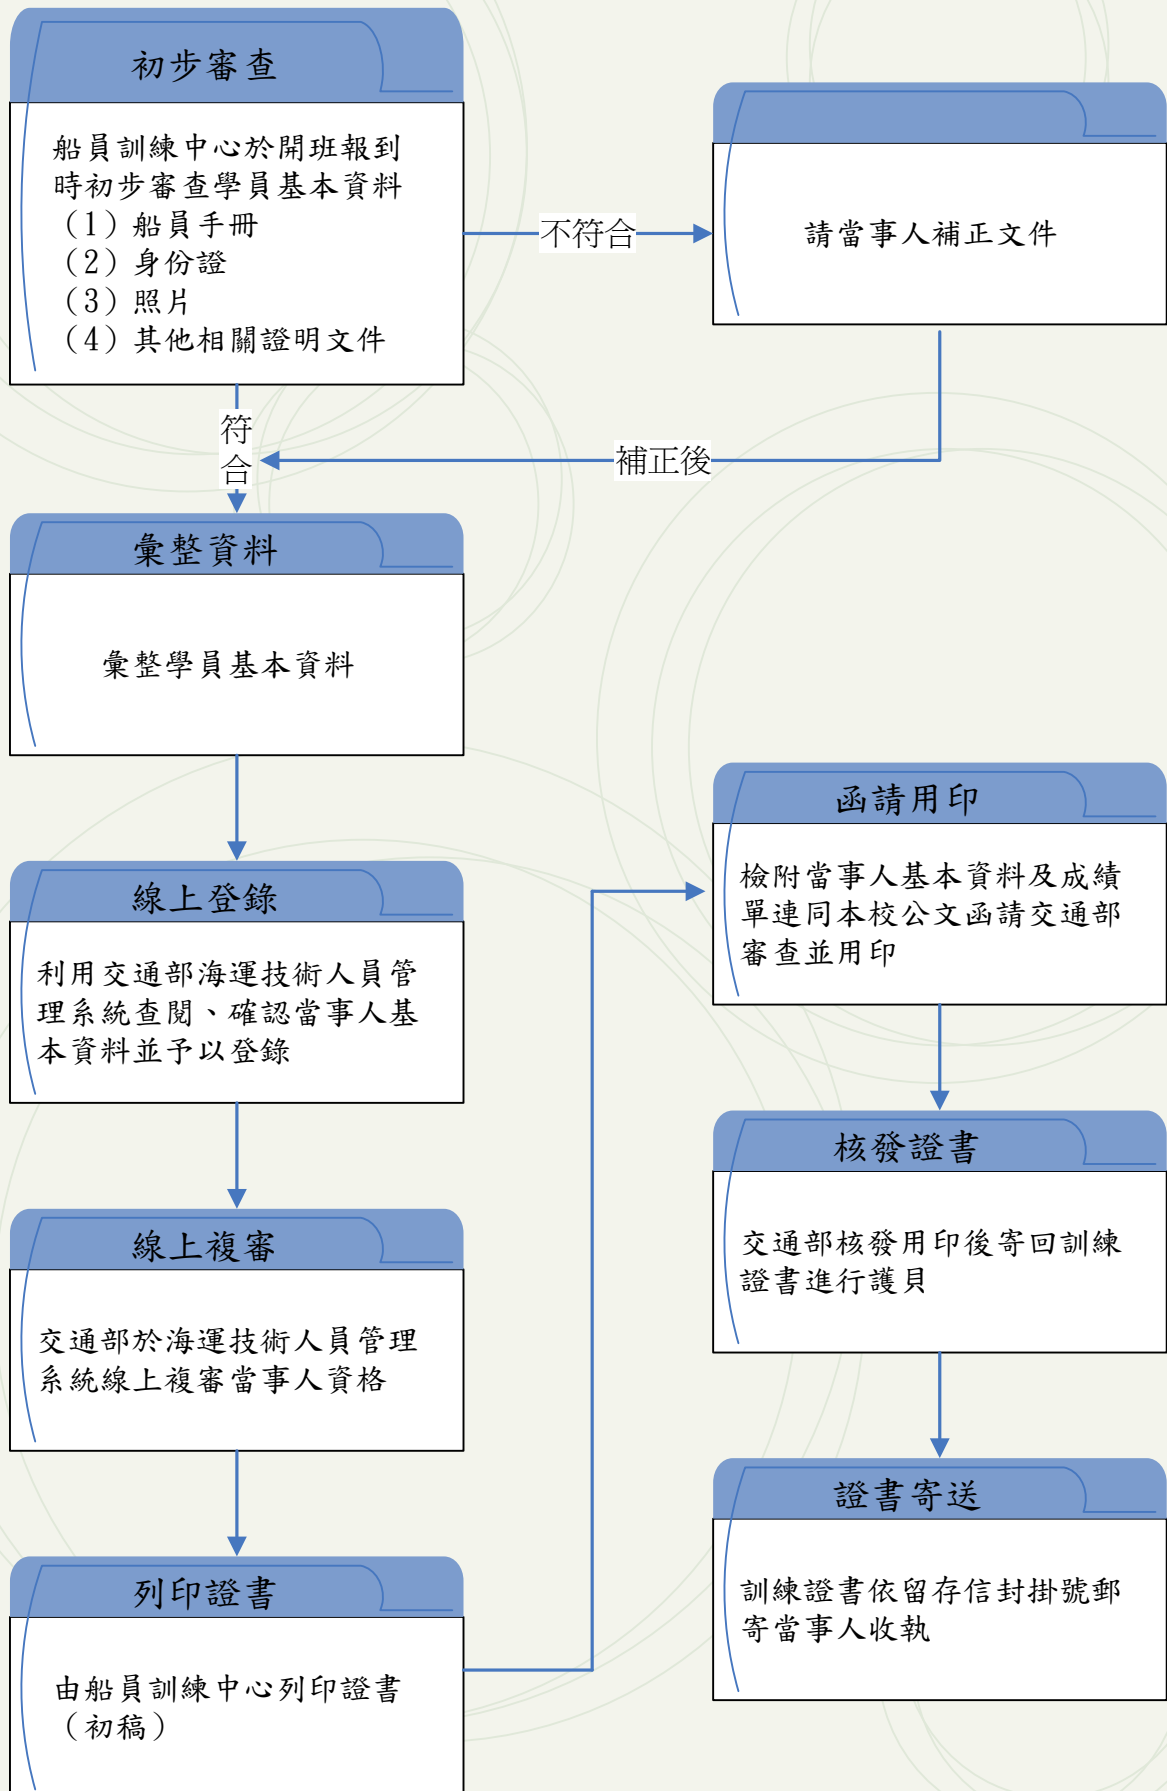 初步審查
船員訓練中心於開班報到
時初步審查學員基本資料
（1）船員手冊
（2）身份證
（3）照片
（4）其他相關證明文件
不符合
請當事人補正文件
符
合
補正後
彙整資料
彙整學員基本資料
線上登錄
利用交通部海運技術人員管
理系統查閱、確認當事人基
本資料並予以登錄
線上複審
交通部於海運技術人員管理
系統線上複審當事人資格
列印證書
由船員訓練中心列印證書
（初稿）
函請用印
檢附當事人基本資料及成績
單連同本校公文函請交通部
審查並用印
核發證書
交通部核發用印後寄回訓練
證書進行護貝
證書寄送
訓練證書依留存信封掛號郵
寄當事人收執